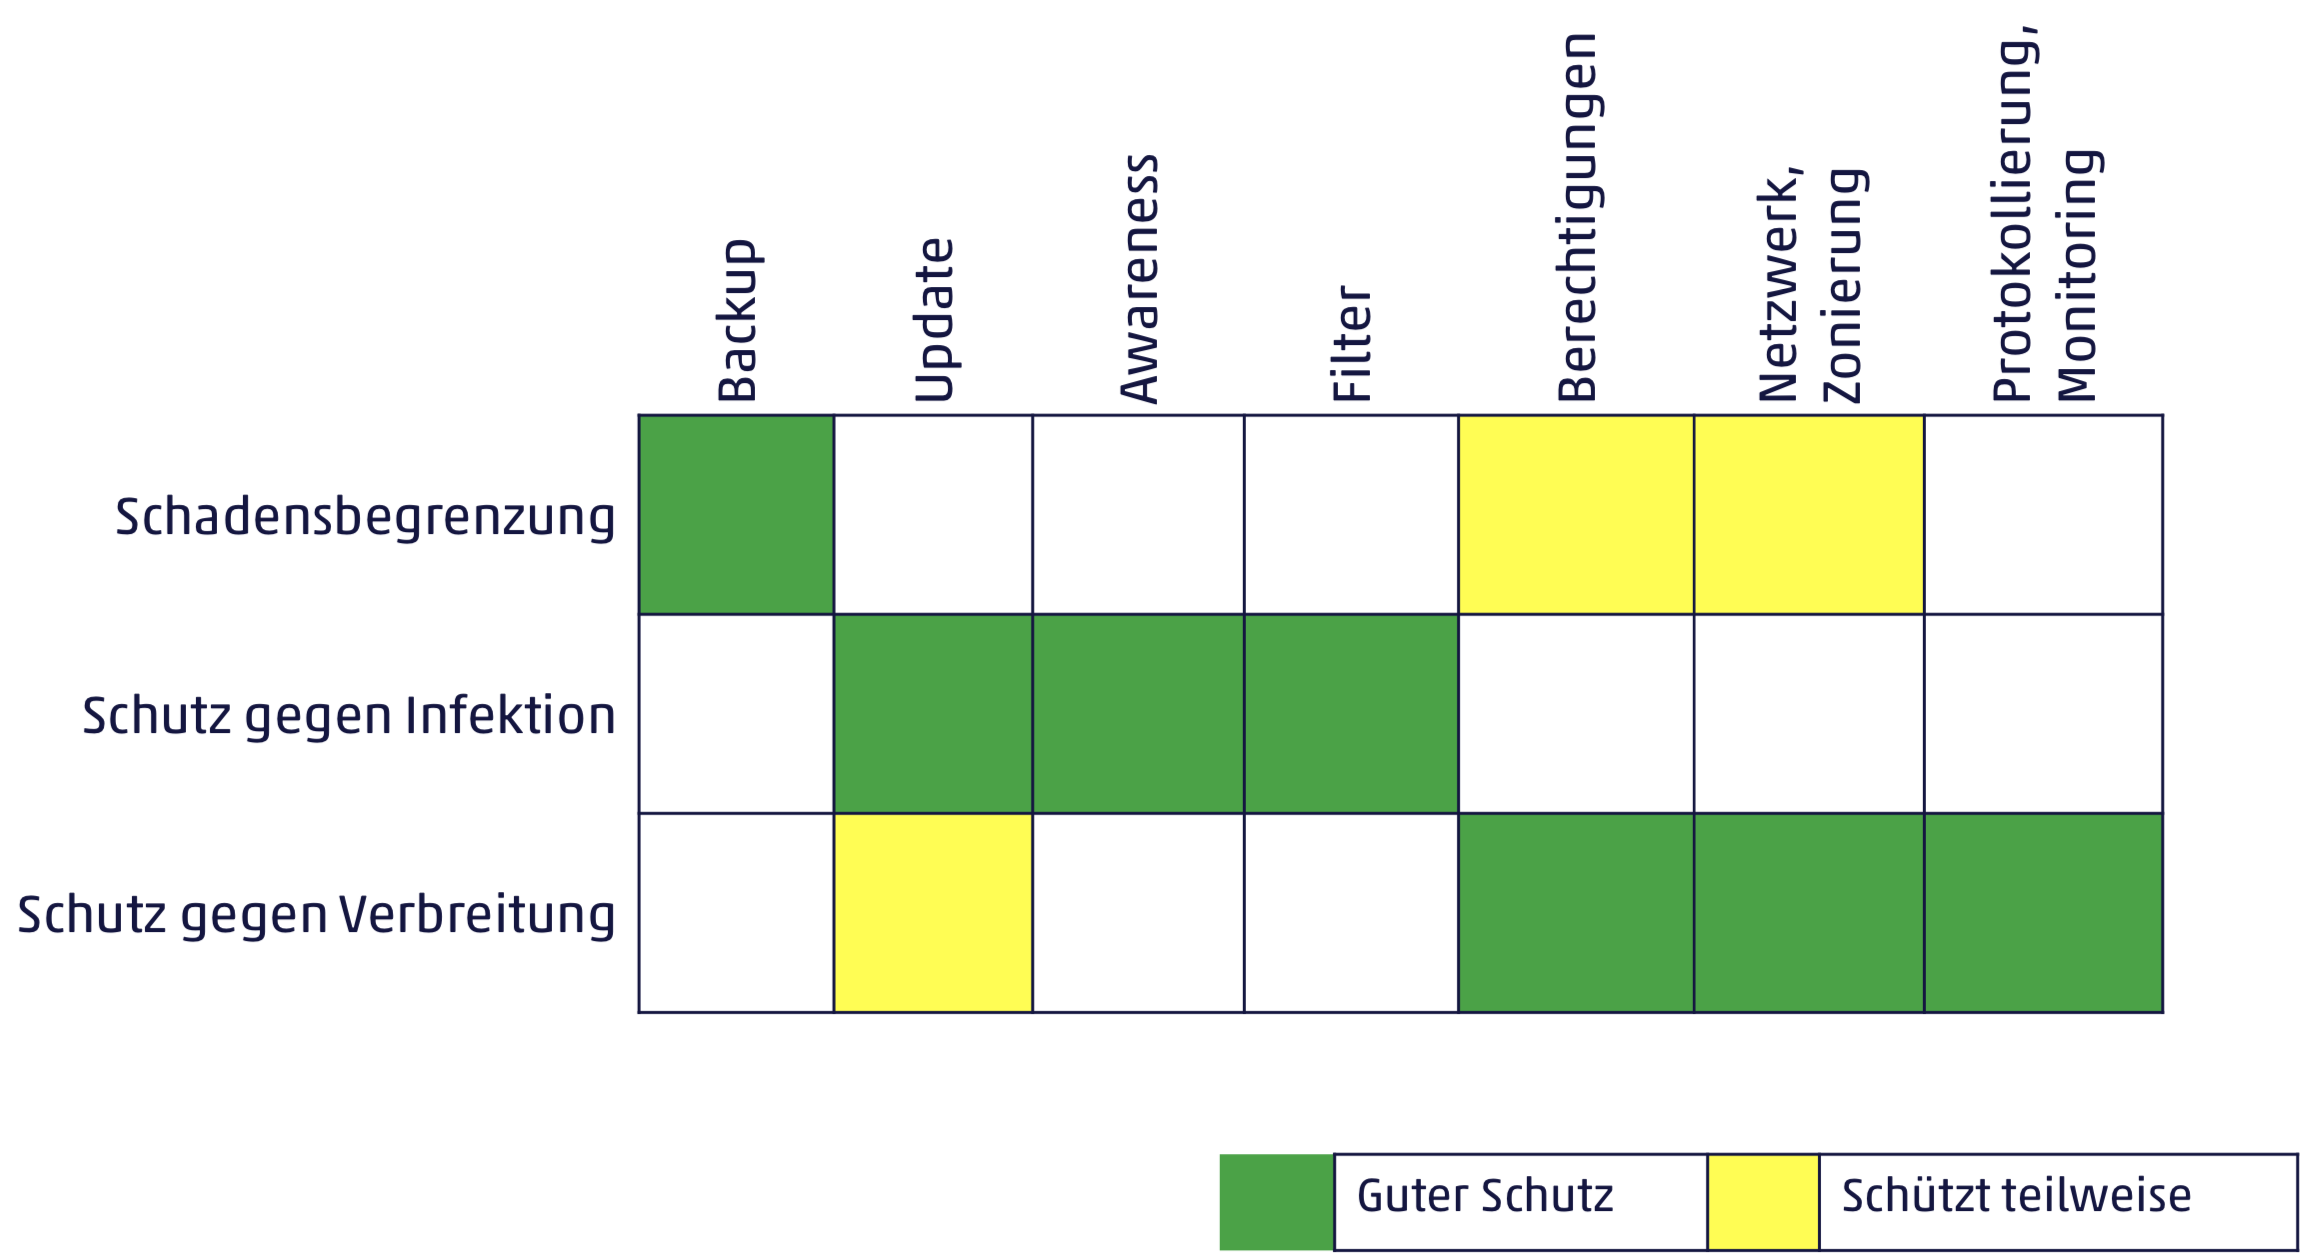 Backup
Update
Awareness
Filter
Berechtigungen
Netzwerk,
Zonierung
Protokollierung,
Monitoring
Schadensbegrenzung
Schutz gegen Infektion
Schutz gegen Verbreitung
Guter Schutz
Schützt teilweise